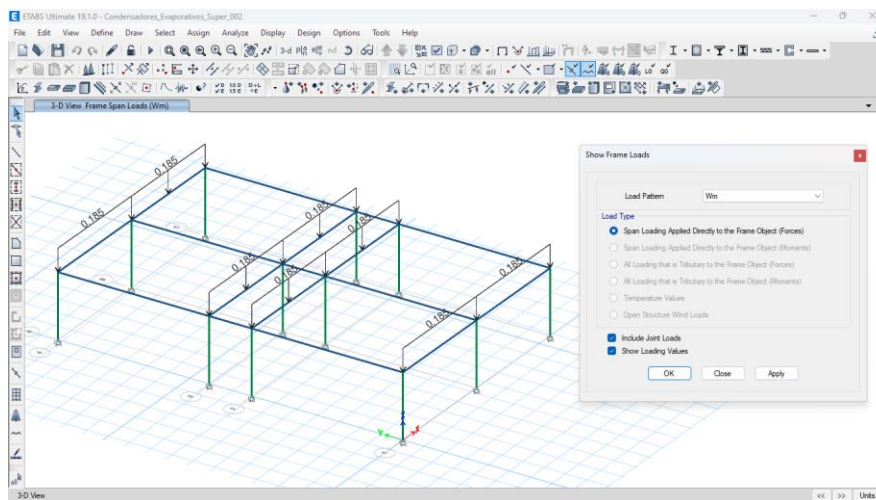 ETABS Ultimate 19.1.0 - Condensadores_Evaporativos_Super_002
File Edit View Define Draw Select Assign Analyze Display Design Options Tools Help
3-D View Frame Span Loads (Wm)
0.185
0.185
0.185
0.185
0.185
0.185
0.185
0.185
Show Frame Loads
Load Pattern
Wm
Load Type
Span Loading Applied Directly to the Frame Object (Forces)
Span Loading Applied Directly to the Frame Object (Moments)
All Loading that is Tributary to the Frame Object (Forces)
All Loading that is Tributary to the Frame Object (Moments)
Temperature Values
Open Structure Wind Loads
Include Joint Loads
Show Loading Values
OK Close Apply
3-D View
<< >> Units